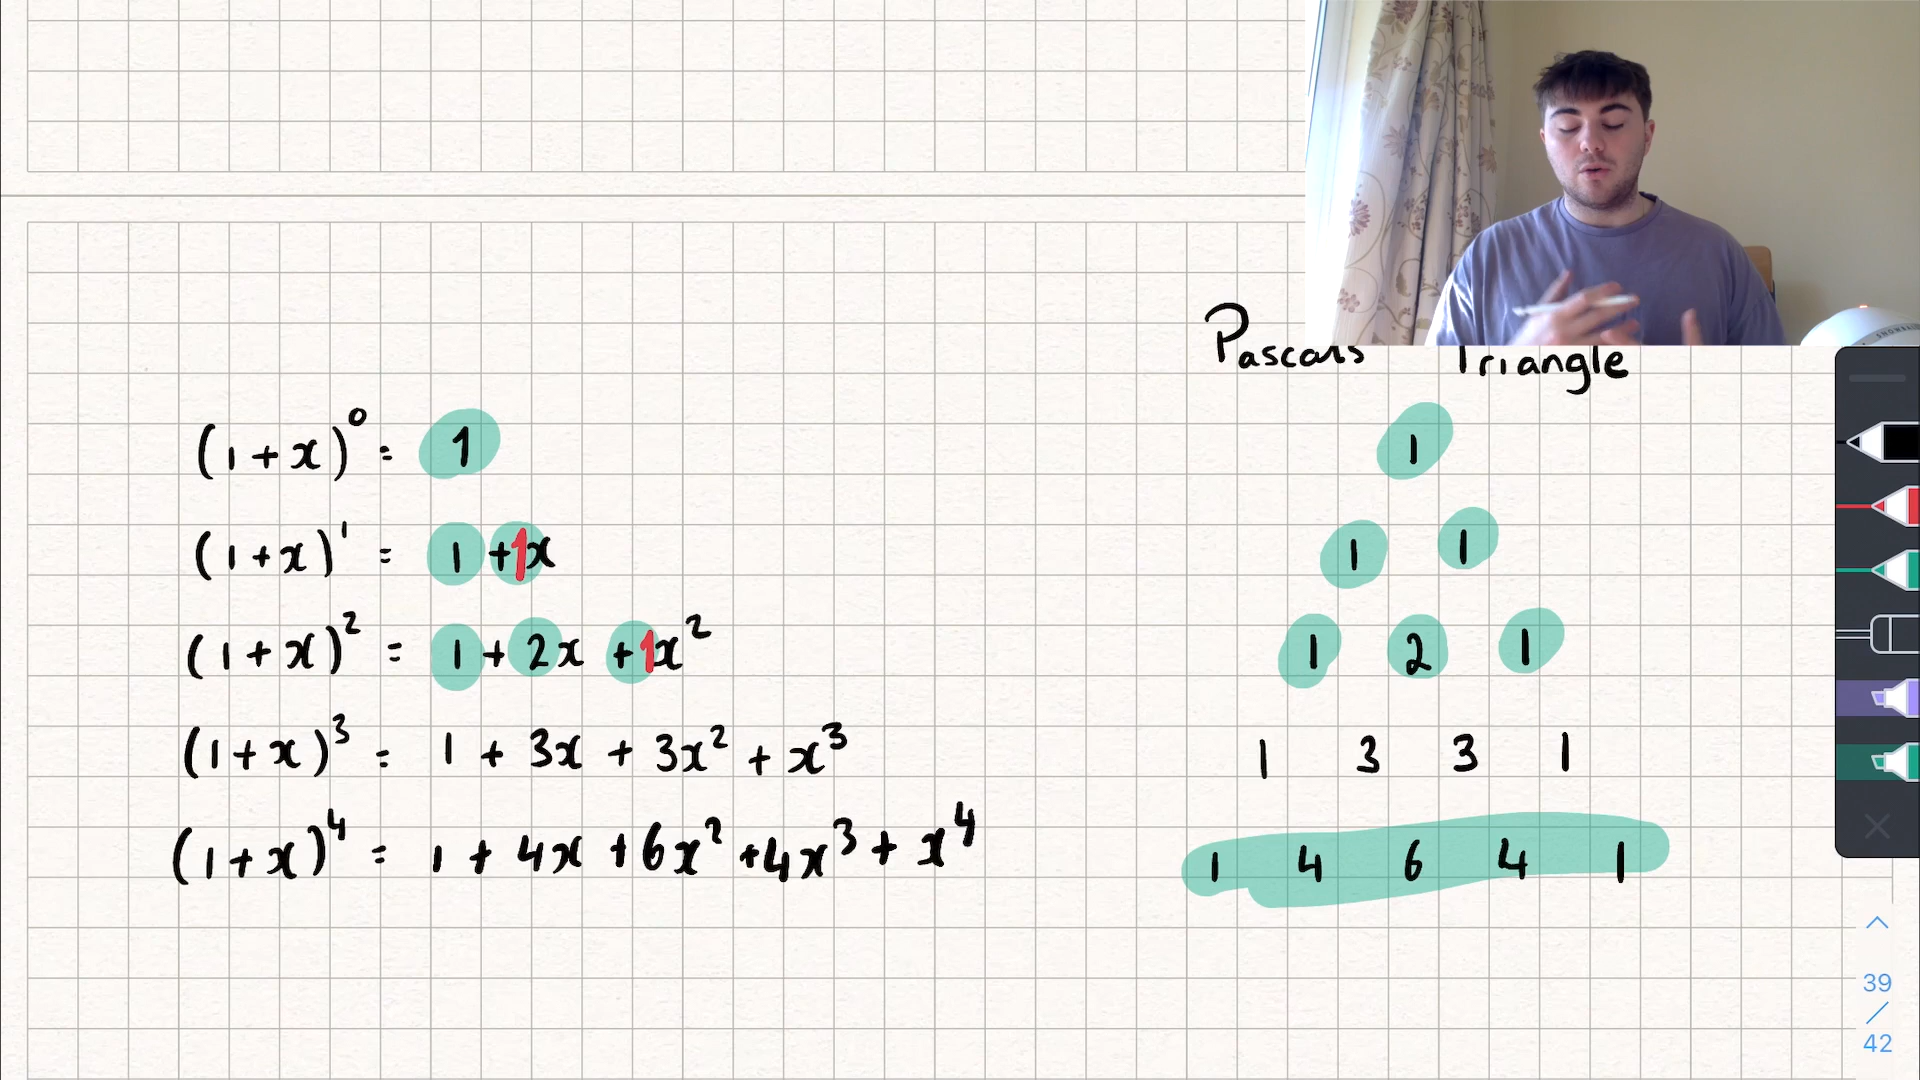 Pascals Triangle
(1+x)⁰ = 1
(1+x)¹ = 1 + 1x
(1+x)² = 1 + 2x + 1x²
(1+x)³ = 1 + 3x + 3x² + x³
(1+x)⁴ = 1 + 4x + 6x² + 4x³ + x⁴
1
1 1
1 2 1
1 3 3 1
1 4 6 4 1
39
/
42